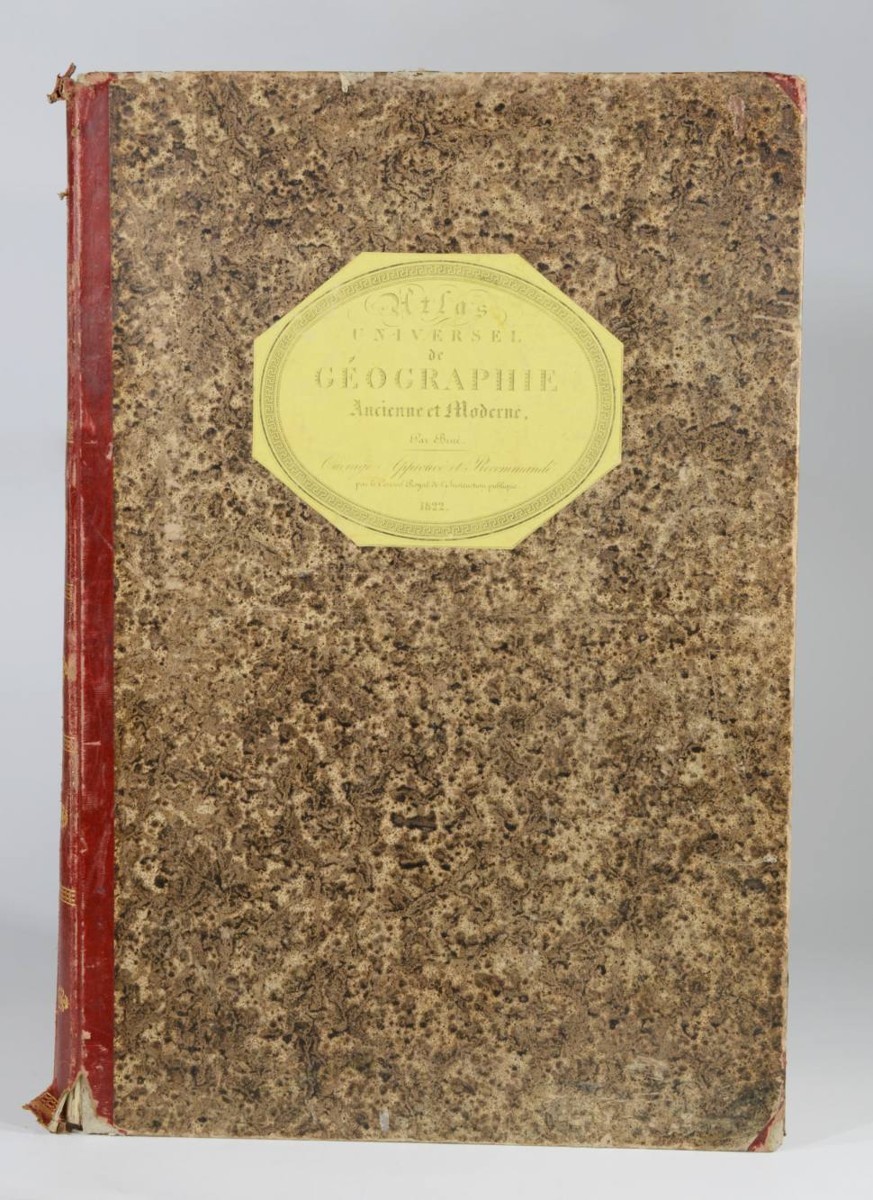 Atlas
UNIVERSEL
de
GÉOGRAPHIE
Ancienne et Moderne.
Par Brué.
Ouvrage Approuvé et Recommandé
par le Conseil Royal de l'Instruction publique.
1822.